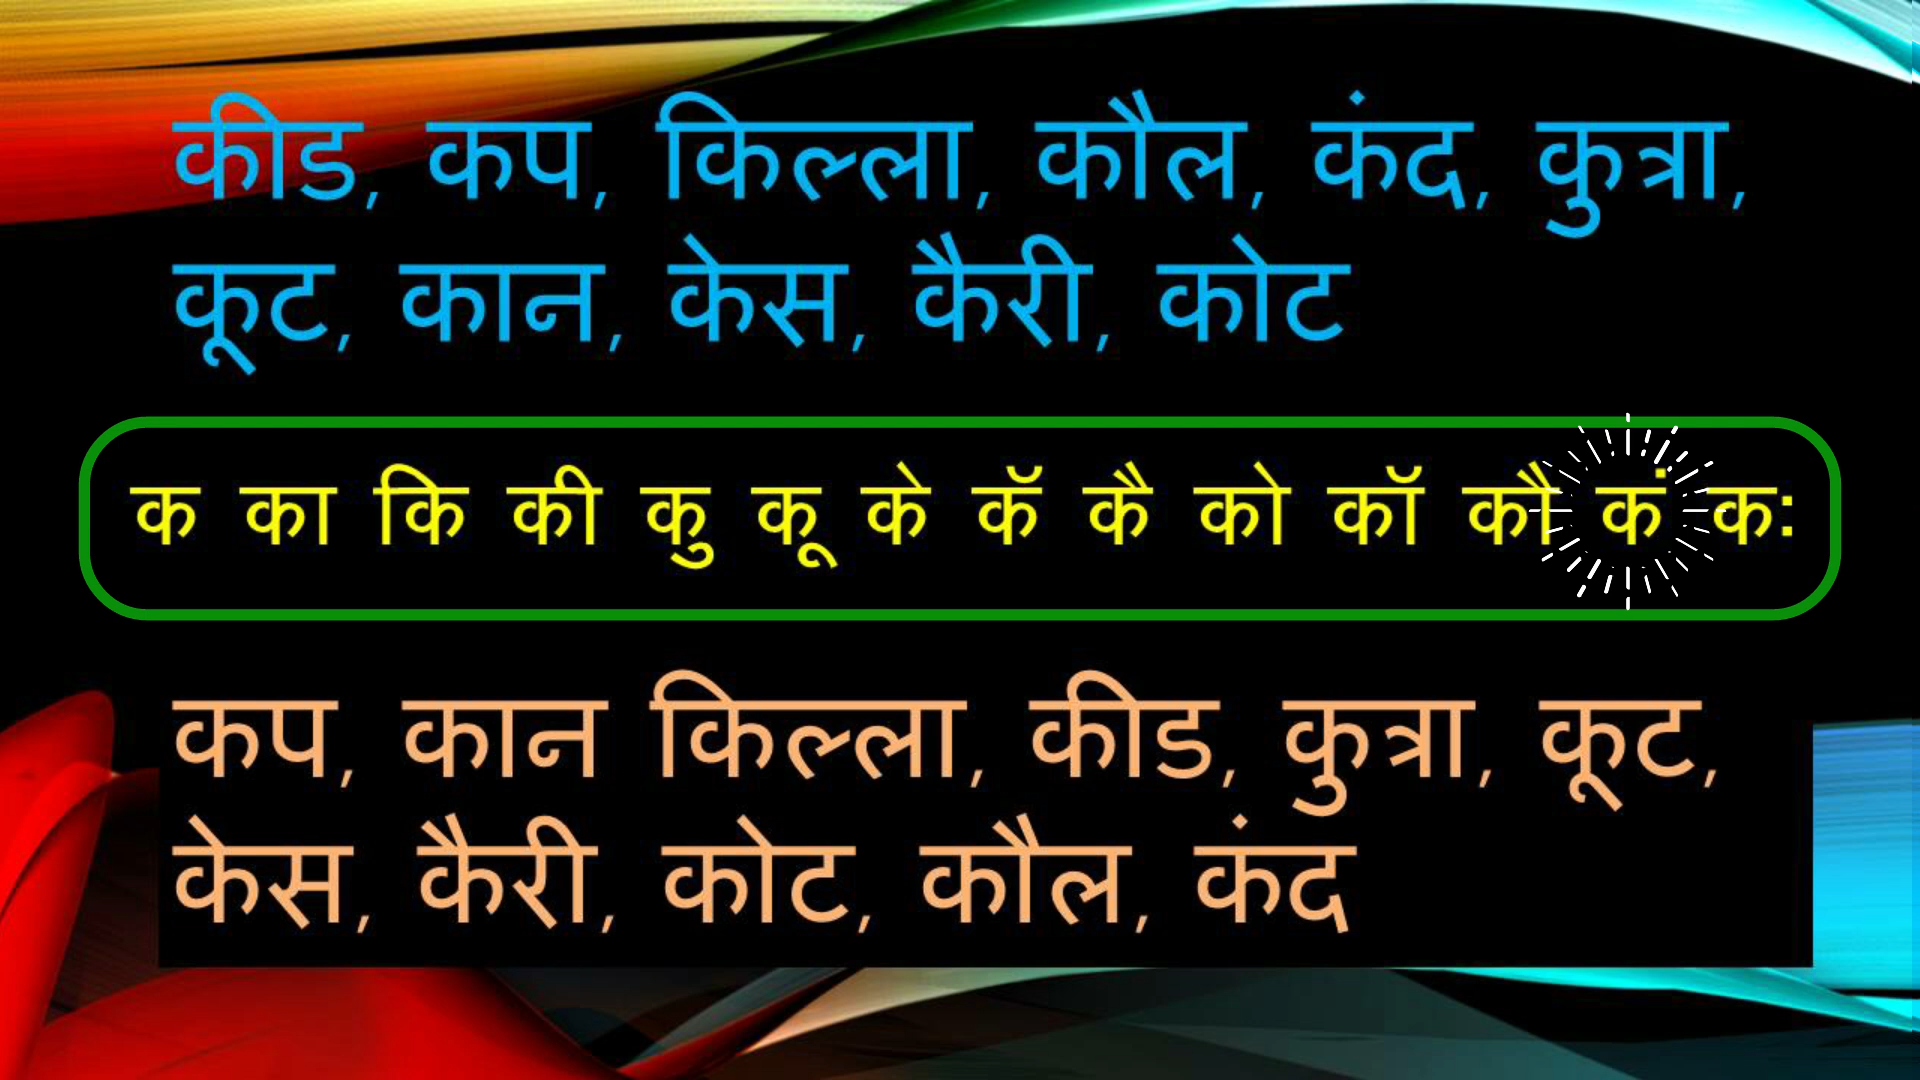 कीड, कप, किल्ला, कौल, कंद, कुत्रा,
कूट, कान, केस, कैरी, कोट
क का कि की कु कू के कॅ कै को कॉ कौ कं कः
कप, कान किल्ला, कीड, कुत्रा, कूट,
केस, कैरी, कोट, कौल, कंद